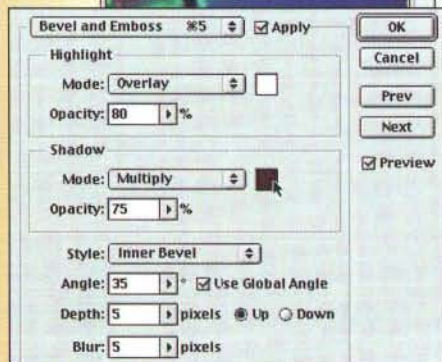 Bevel and Emboss ⌘5 Apply
OK
Highlight
Cancel
Mode: Overlay
Prev
Opacity: 80 %
Next
Shadow
Preview
Mode: Multiply
Opacity: 75 %
Style: Inner Bevel
Angle: 35 ° Use Global Angle
Depth: 5 pixels Up Down
Blur: 5 pixels